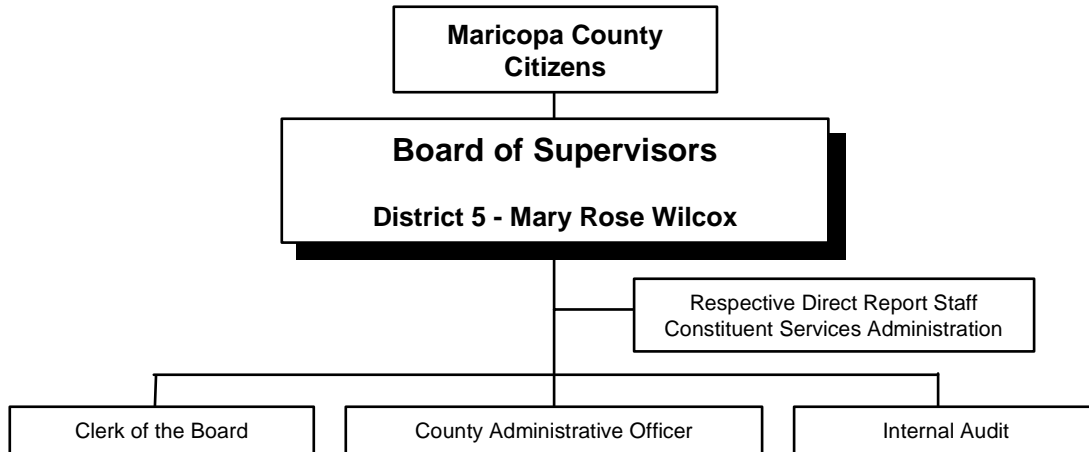 Maricopa County
Citizens
Board of Supervisors
District 5 - Mary Rose Wilcox
Respective Direct Report Staff
Constituent Services Administration
Clerk of the Board
County Administrative Officer
Internal Audit